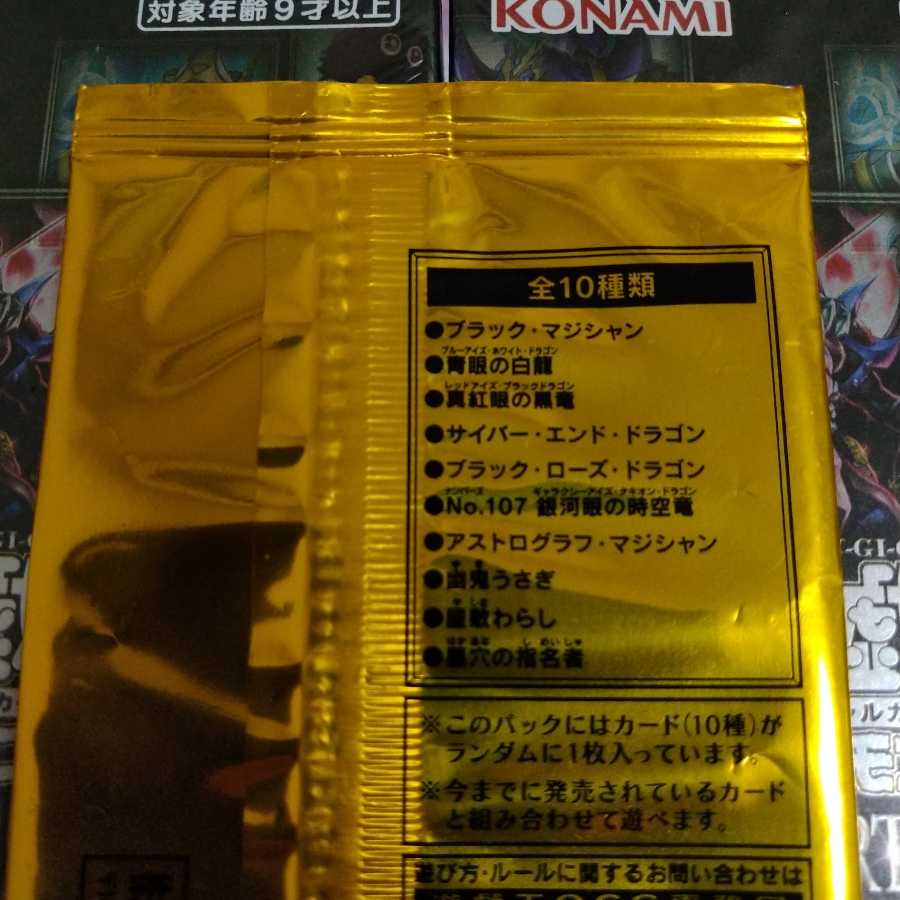 対象年齢9才以上
KONAMI
全10種類
●ブラック・マジシャン
ブルーアイズ・ホワイト・ドラゴン
●青眼の白龍
レッドアイズ・ブラックドラゴン
●真紅眼の黒竜
●サイバー・エンド・ドラゴン
●ブラック・ローズ・ドラゴン
ナンバーズ ギャラクシーアイズ・タキオン・ドラゴン
●No.107 銀河眼の時空竜
●アストログラフ・マジシャン
●幽鬼うさぎ
●屋敷わらし
はか あな し めい しゃ
●墓穴の指名者
※このパックにはカード(10種)が
ランダムに1枚入っています。
※今までに発売されているカード
と組み合わせて遊べます。
遊び方・ルールに関するお問い合わせは